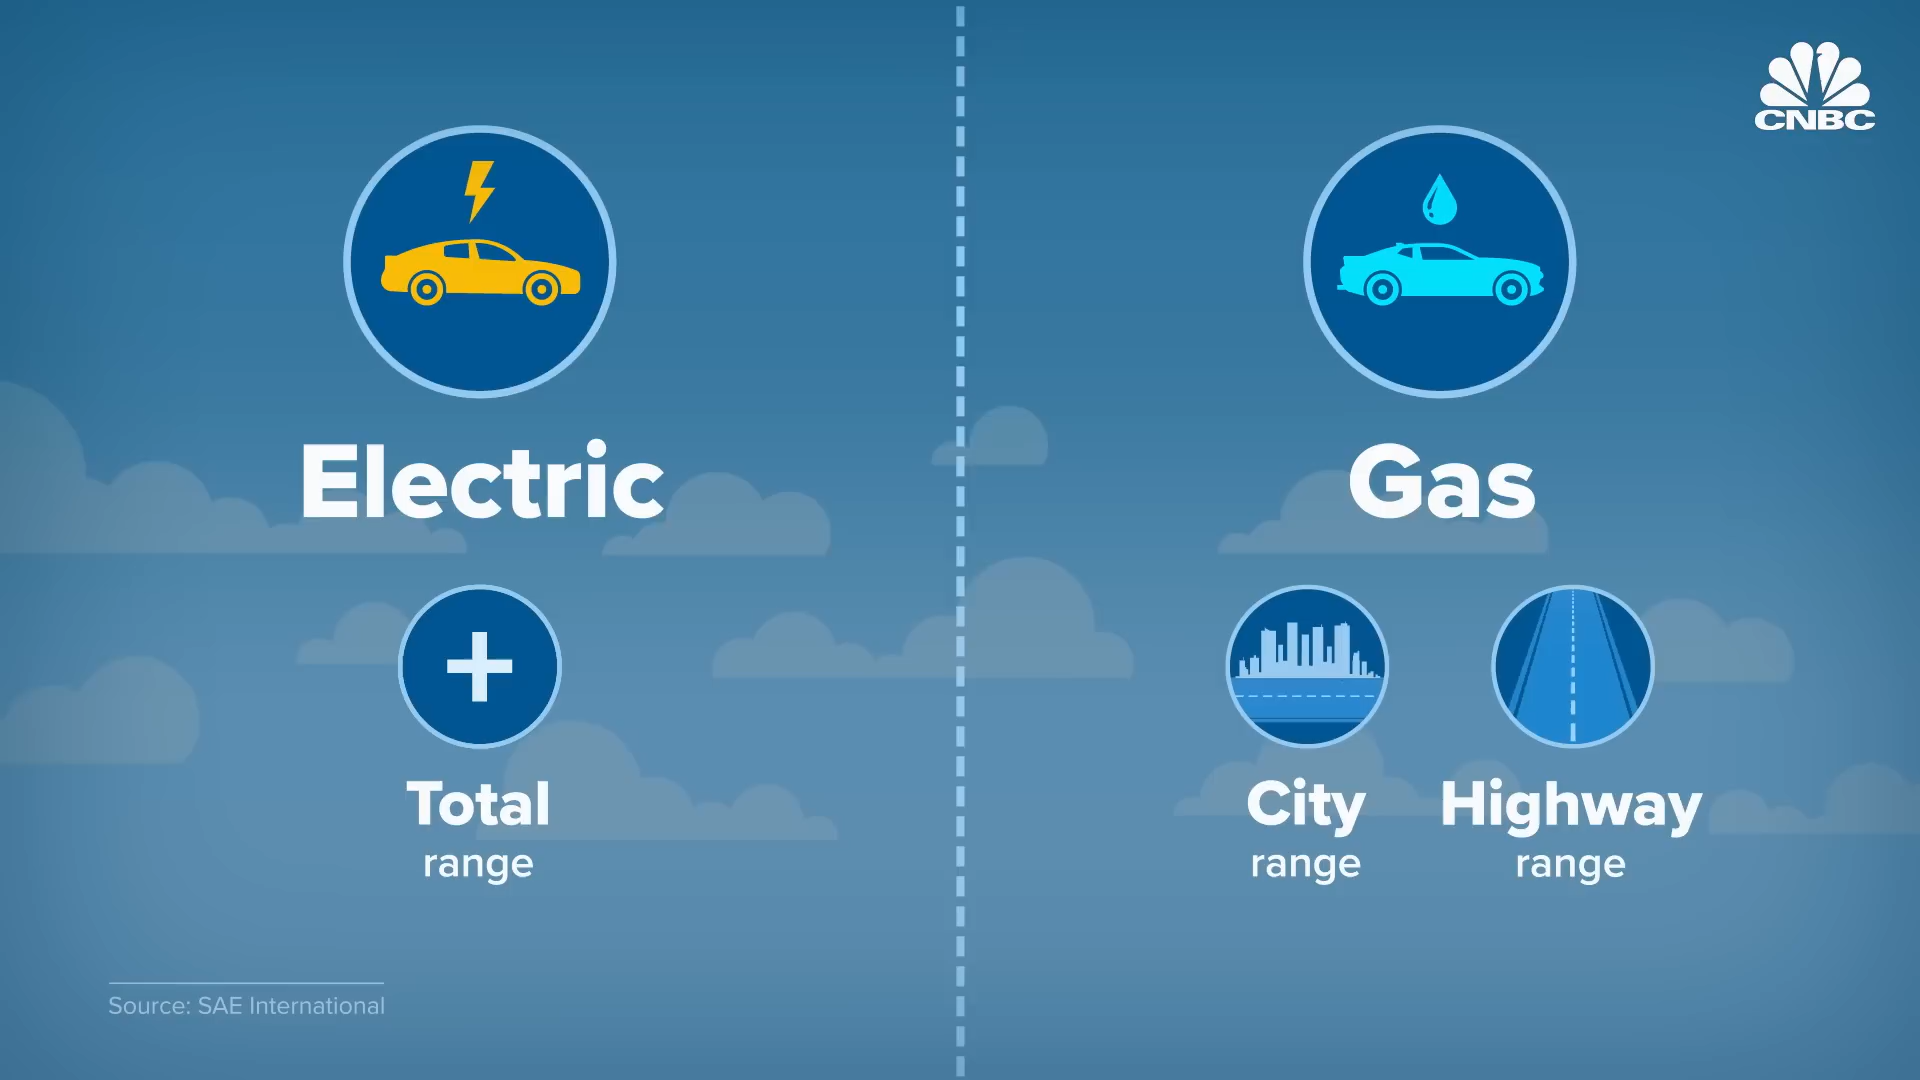 CNBC
Electric
Total
range
Gas
City
range
Highway
range
Source: SAE International